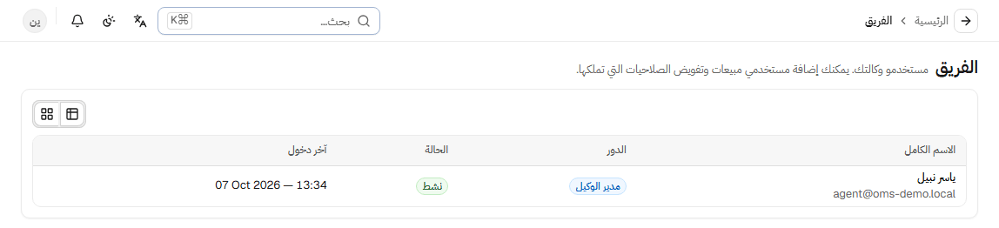 الرئيسية
الفريق
بحث...
⌘K
ين
الفريق
مستخدمو وكالتك. يمكنك إضافة مستخدمي مبيعات وتفويض الصلاحيات التي تملكها.
الاسم الكامل
الدور
الحالة
آخر دخول
ياسر نبيل
agent@oms-demo.local
مدير الوكيل
نشط
07 Oct 2026 — 13:34